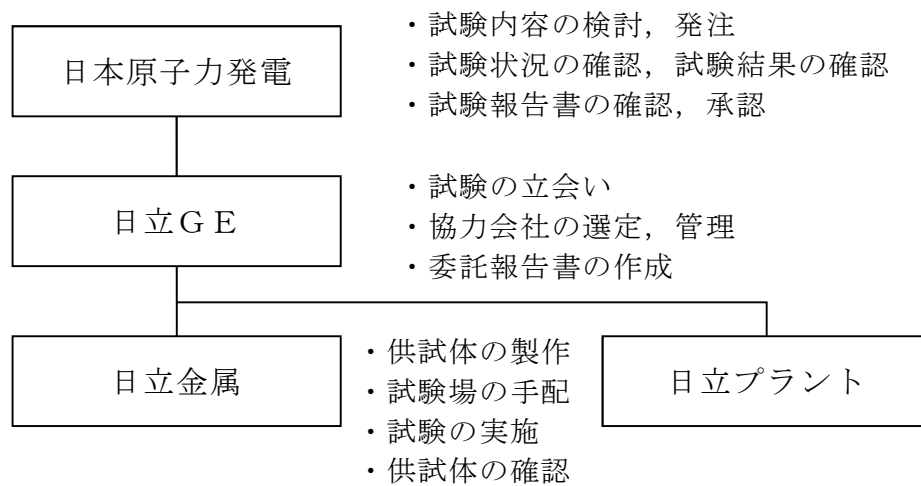 日本原子力発電
・試験内容の検討，発注
・試験状況の確認，試験結果の確認
・試験報告書の確認，承認
日立ＧＥ
・試験の立会い
・協力会社の選定，管理
・委託報告書の作成
日立金属
・供試体の製作
・試験場の手配
・試験の実施
・供試体の確認
日立プラント